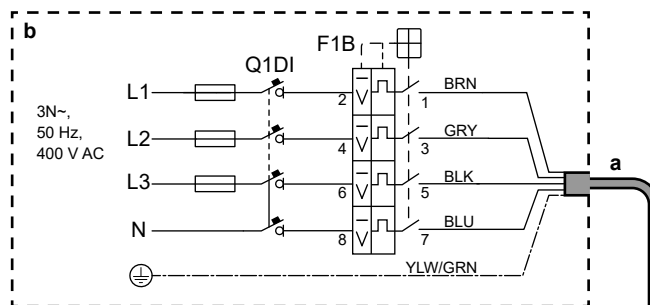 b
F1B
Q1DI
L1 2 1 BRN
3N~,
50 Hz,
400 V AC
L2 4 3 GRY
a
L3 6 5 BLK
N 8 7 BLU
YLW/GRN